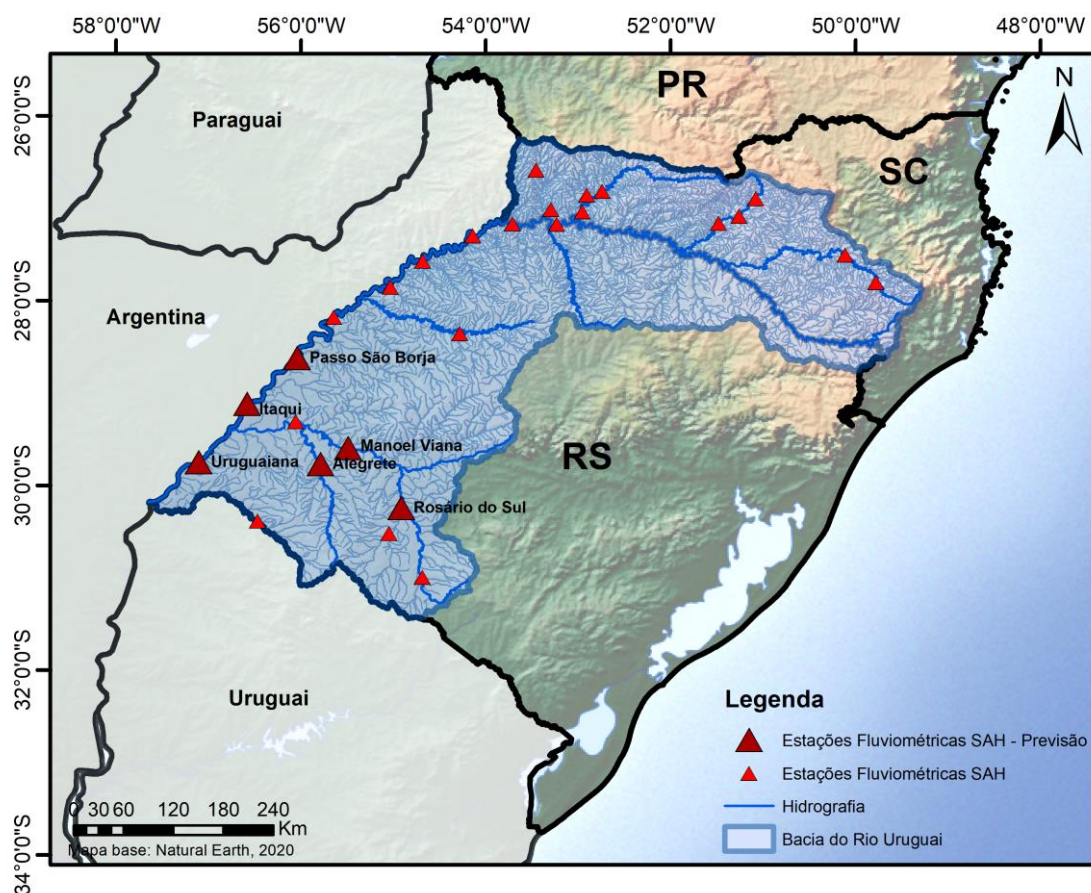 58°0'0"W 56°0'0"W 54°0'0"W 52°0'0"W 50°0'0"W 48°0'0"W
26°0'0"S
28°0'0"S
30°0'0"S
32°0'0"S
34°0'0"S
N
PR
Paraguai
SC
Argentina
Passo São Borja
Itaqui
Manoel Viana
Uruguaiana
Alegrete
RS
Rosário do Sul
Uruguai
Legenda
Estações Fluviométricas SAH - Previsão
Estações Fluviométricas SAH
Hidrografia
Bacia do Rio Uruguai
0 30 60 120 180 240
Km
Mapa base: Natural Earth, 2020